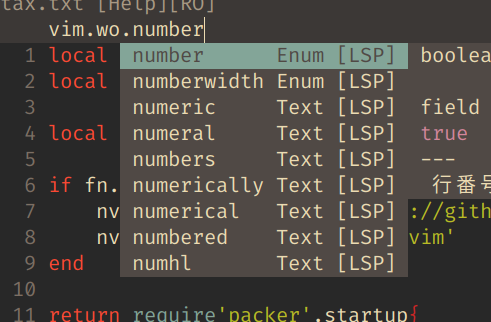 tax.txt [Help][RO]
vim.wo.number
1 local number Enum [LSP] boolea
2 local numberwidth Enum [LSP]
3 numeric Text [LSP] field
4 local numeral Text [LSP] true
5 numbers Text [LSP] ---
6 if fn. numerically Text [LSP] 行番号
7 nv numerical Text [LSP] ://gith
8 nv numbered Text [LSP] vim'
9 end numhl Text [LSP]
10
11 return require'packer'.startup{